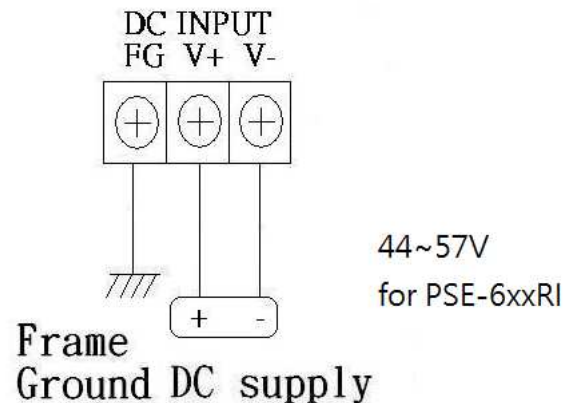 DC INPUT
FG V+ V-
44~57V
for PSE-6xxRI
+ -
Frame
Ground DC supply